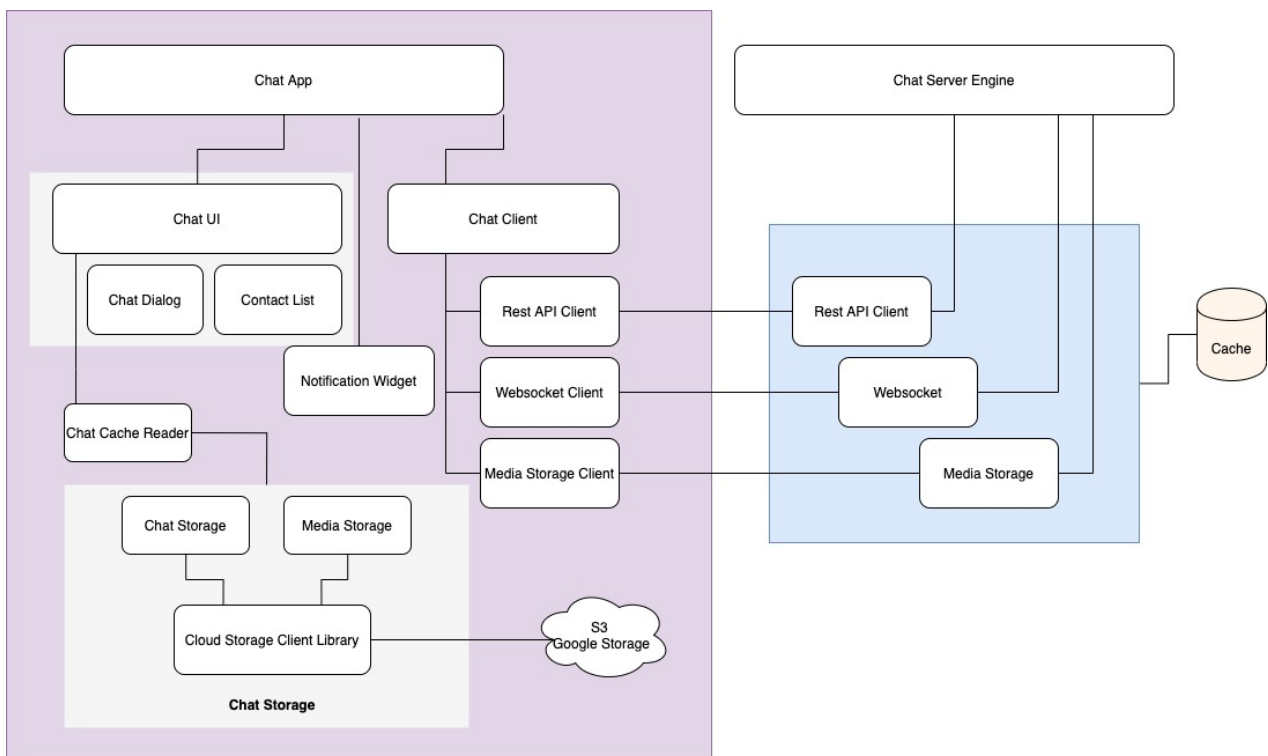 Chat App
Chat Server Engine
Chat UI
Chat Client
Chat Dialog
Contact List
Rest API Client
Rest API Client
Cache
Notification Widget
Websocket Client
Websocket
Chat Cache Reader
Media Storage Client
Media Storage
Chat Storage
Media Storage
Cloud Storage Client Library
S3
Google Storage
Chat Storage